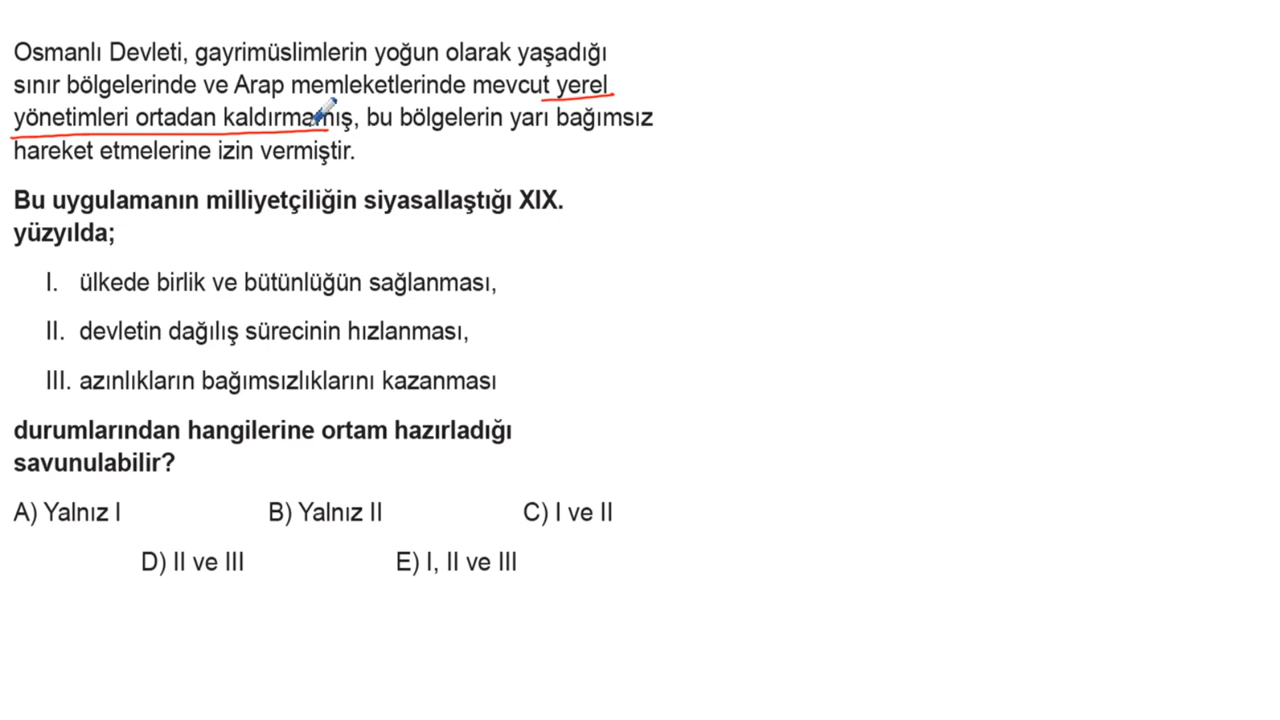 Osmanlı Devleti, gayrimüslimlerin yoğun olarak yaşadığı
sınır bölgelerinde ve Arap memleketlerinde mevcut yerel
yönetimleri ortadan kaldırmamış, bu bölgelerin yarı bağımsız
hareket etmelerine izin vermiştir.
Bu uygulamanın milliyetçiliğin siyasallaştığı XIX.
yüzyılda;
I. ülkede birlik ve bütünlüğün sağlanması,
II. devletin dağılış sürecinin hızlanması,
III. azınlıkların bağımsızlıklarını kazanması
durumlarından hangilerine ortam hazırladığı
savunulabilir?
A) Yalnız I B) Yalnız II C) I ve II
D) II ve III E) I, II ve III